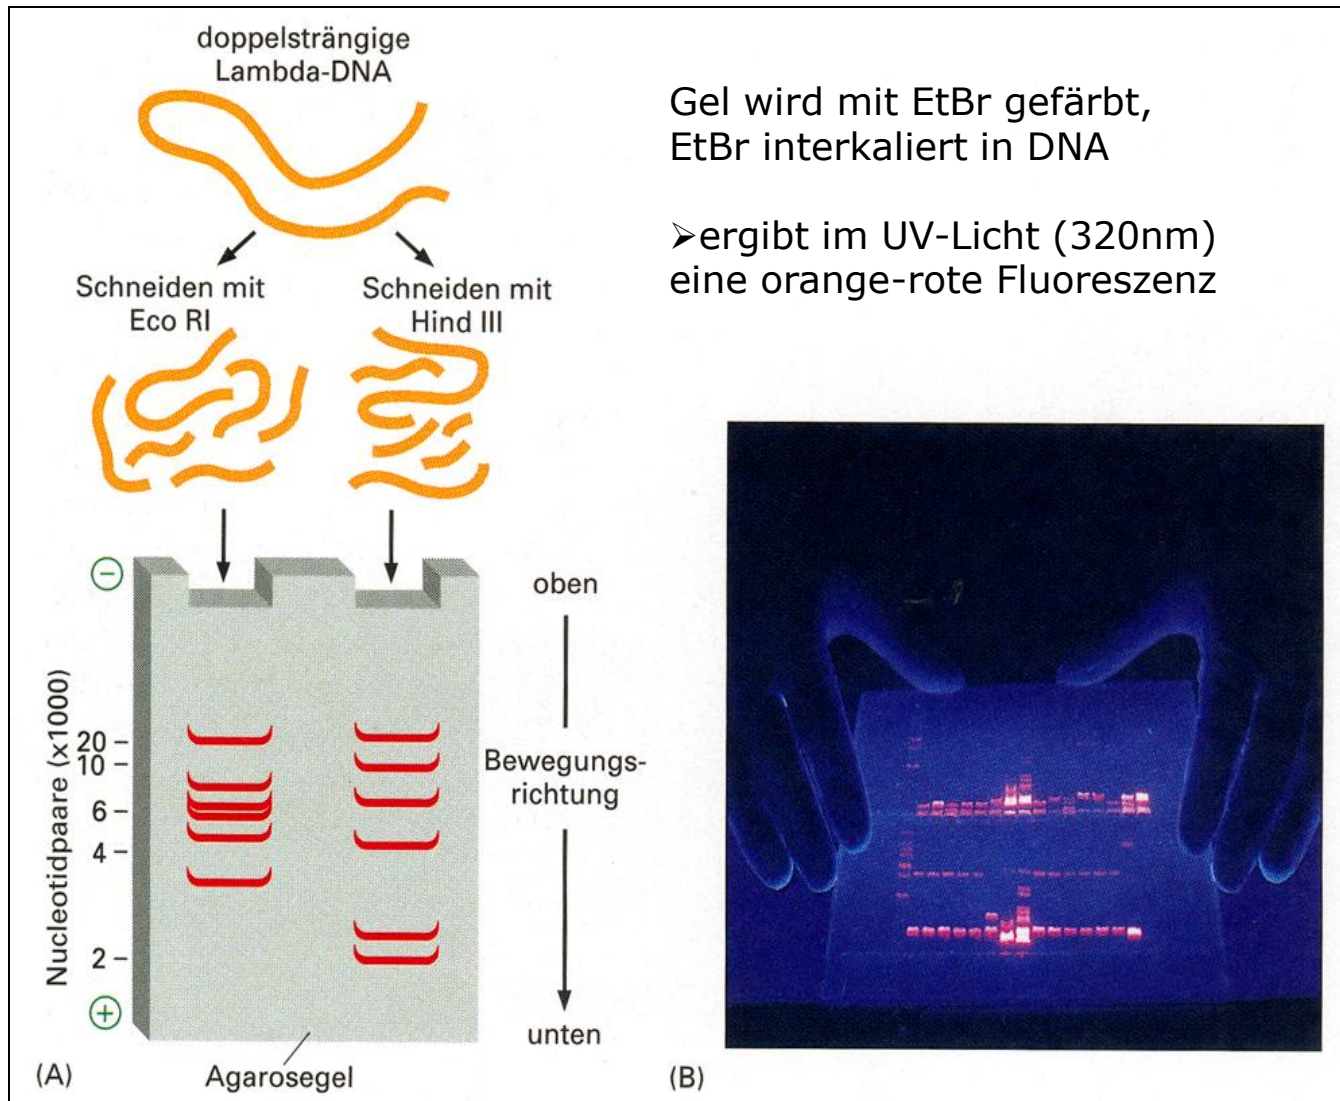 doppelsträngige
Lambda-DNA
Schneiden mit
Eco RI
Schneiden mit
Hind III
Gel wird mit EtBr gefärbt,
EtBr interkaliert in DNA
➢ergibt im UV-Licht (320nm)
eine orange-rote Fluoreszenz
−
oben
Nucleotidpaare (x1000)
20
10
6
4
2
Bewegungs-
richtung
+
unten
(A)
Agarosegel
(B)